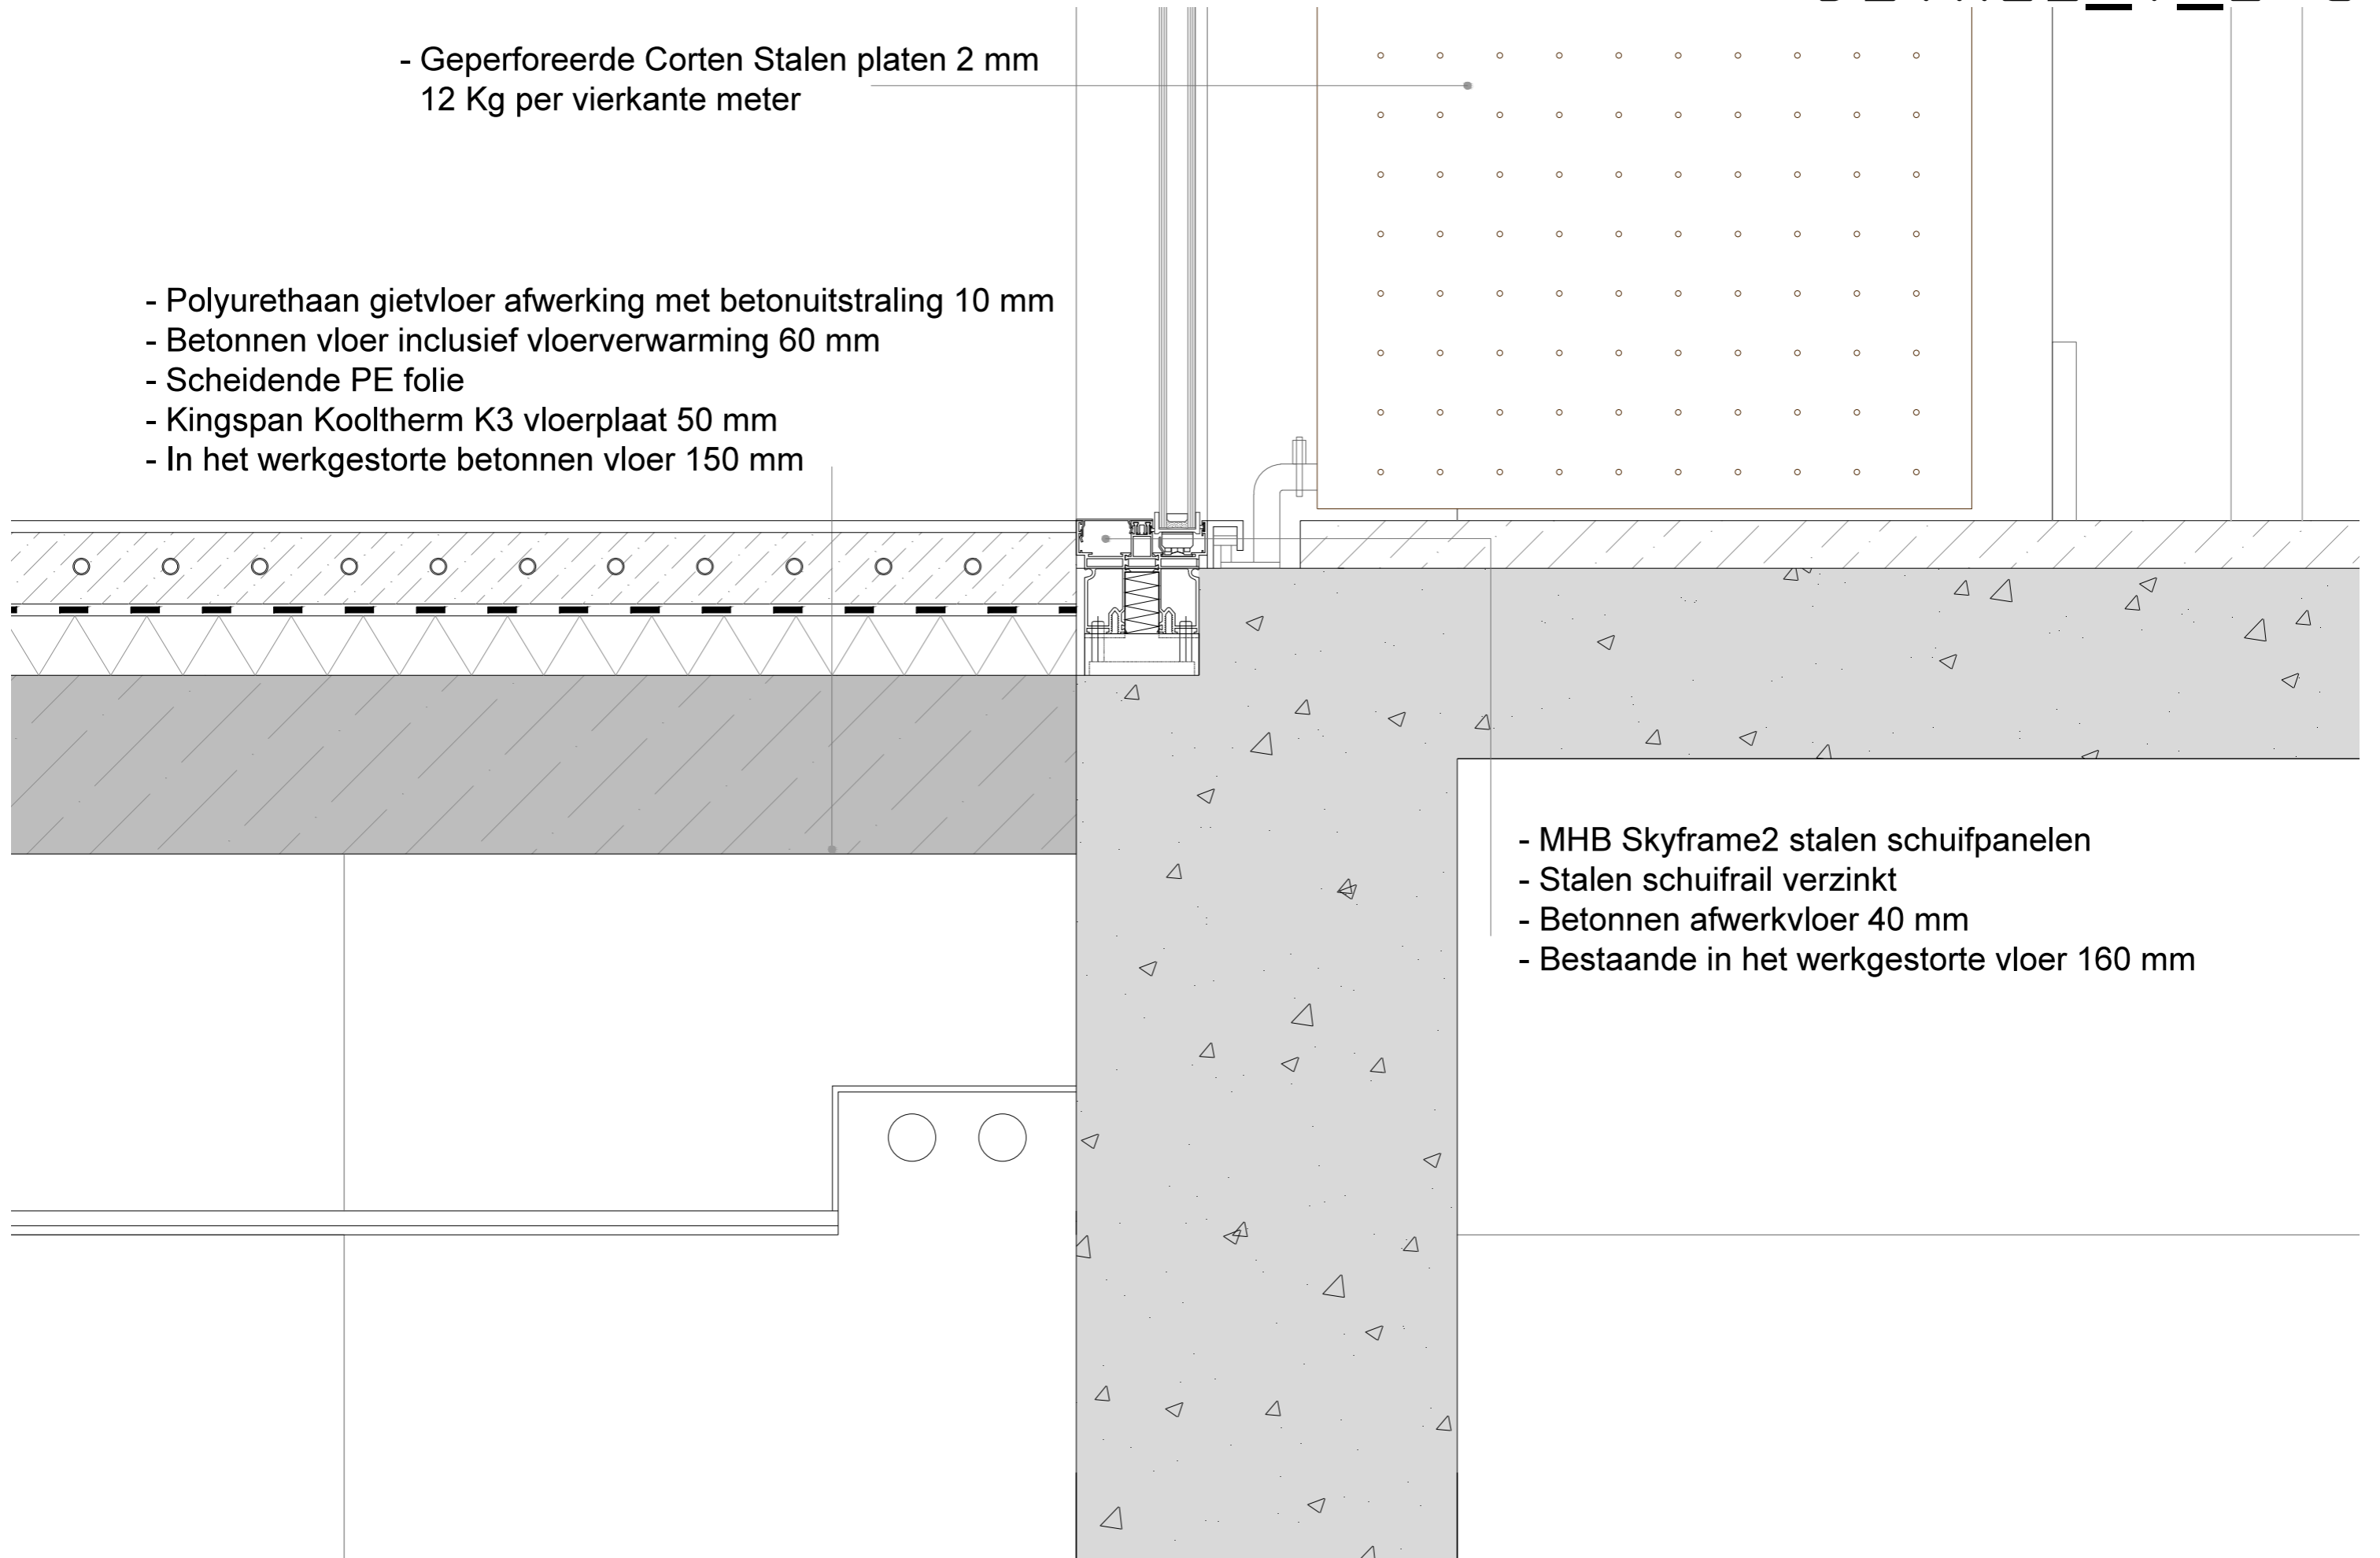 - Geperforeerde Corten Stalen platen 2 mm
12 Kg per vierkante meter
- Polyurethaan gietvloer afwerking met betonuitstraling 10 mm
- Betonnen vloer inclusief vloerverwarming 60 mm
- Scheidende PE folie
- Kingspan Kooltherm K3 vloerplaat 50 mm
- In het werkgestorte betonnen vloer 150 mm
- MHB Skyframe2 stalen schuifpanelen
- Stalen schuifrail verzinkt
- Betonnen afwerkvloer 40 mm
- Bestaande in het werkgestorte vloer 160 mm